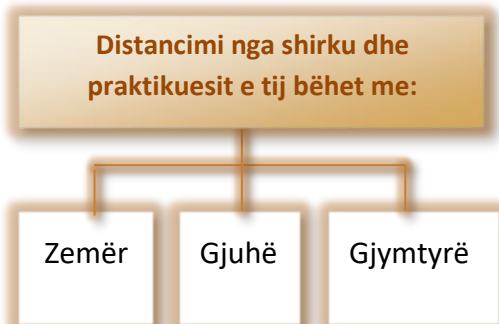 Distancimi nga shirku dhe
praktikuesit e tij bëhet me:
Zemër
Gjuhë
Gjymtyrë